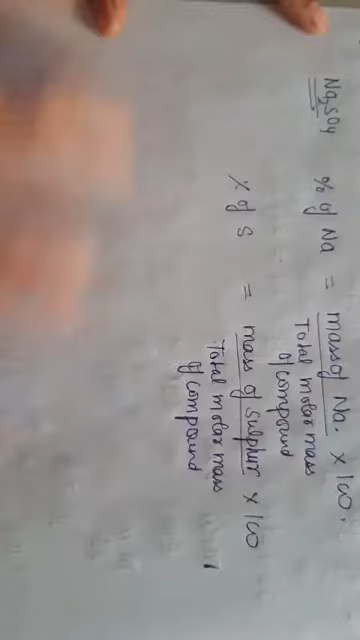 Na2SO4 % of Na = mass of Na × 100.
Total molar mass
of compound
% of S = mass of sulphur × 100
Total molar mass
of compound